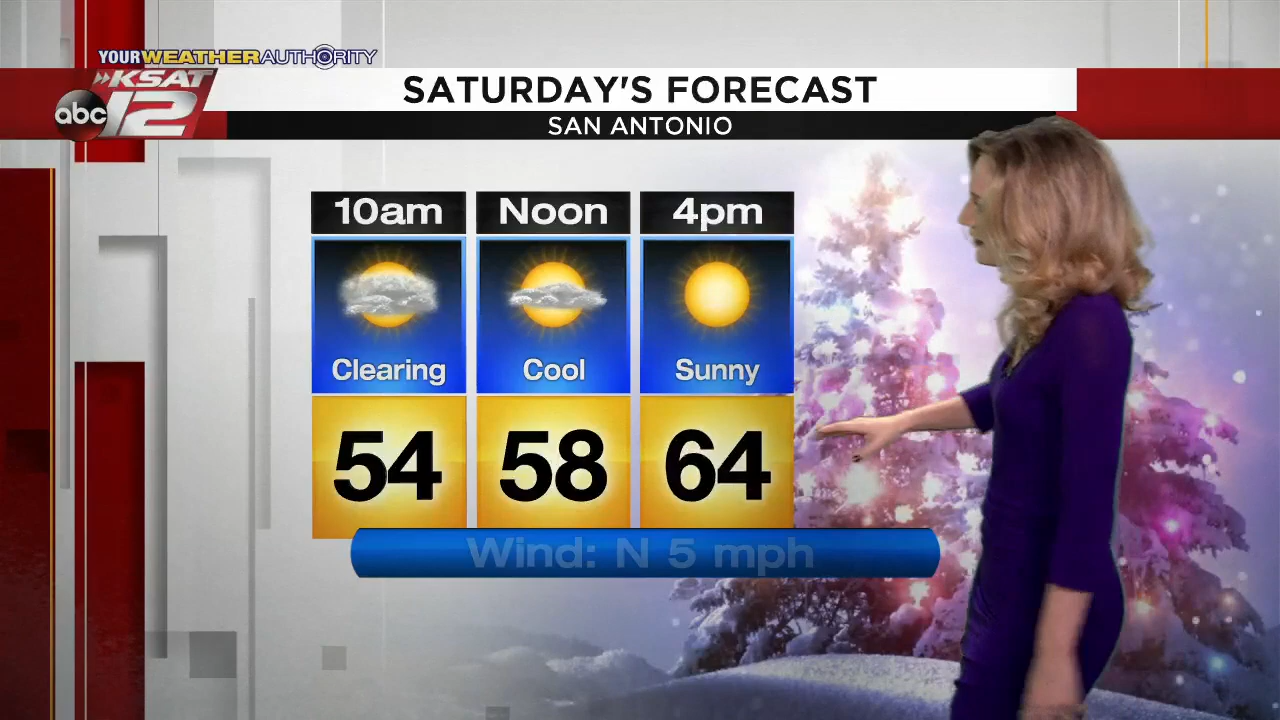 YOUR WEATHER AUTHORITY
KSAT
abc 12
SATURDAY'S FORECAST
SAN ANTONIO
10am Noon 4pm
Clearing Cool Sunny
54 58 64
Wind: N 5 mph